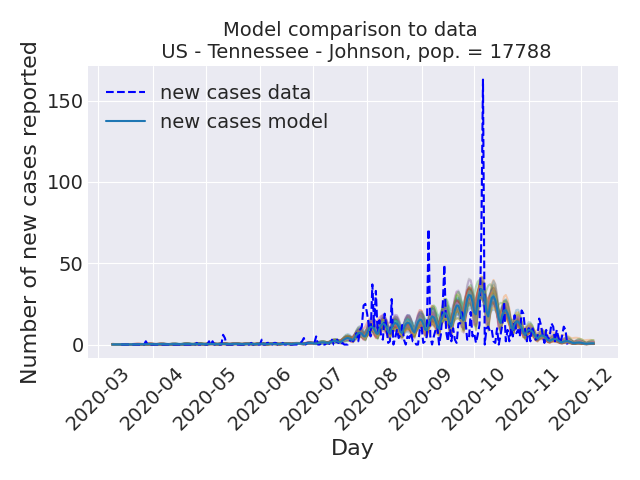 Model comparison to data
US - Tennessee - Johnson, pop. = 17788
Number of new cases reported
150
100
50
0
new cases data
new cases model
2020-03
2020-04
2020-05
2020-06
2020-07
2020-08
2020-09
2020-10
2020-11
2020-12
Day